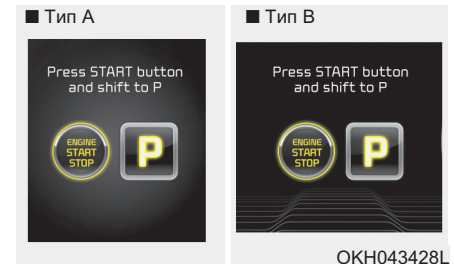 ■ Тип A
Press START button
and shift to P
ENGINE
START
STOP
P
■ Тип B
Press START button
and shift to P
ENGINE
START
STOP
P
OKH043428L